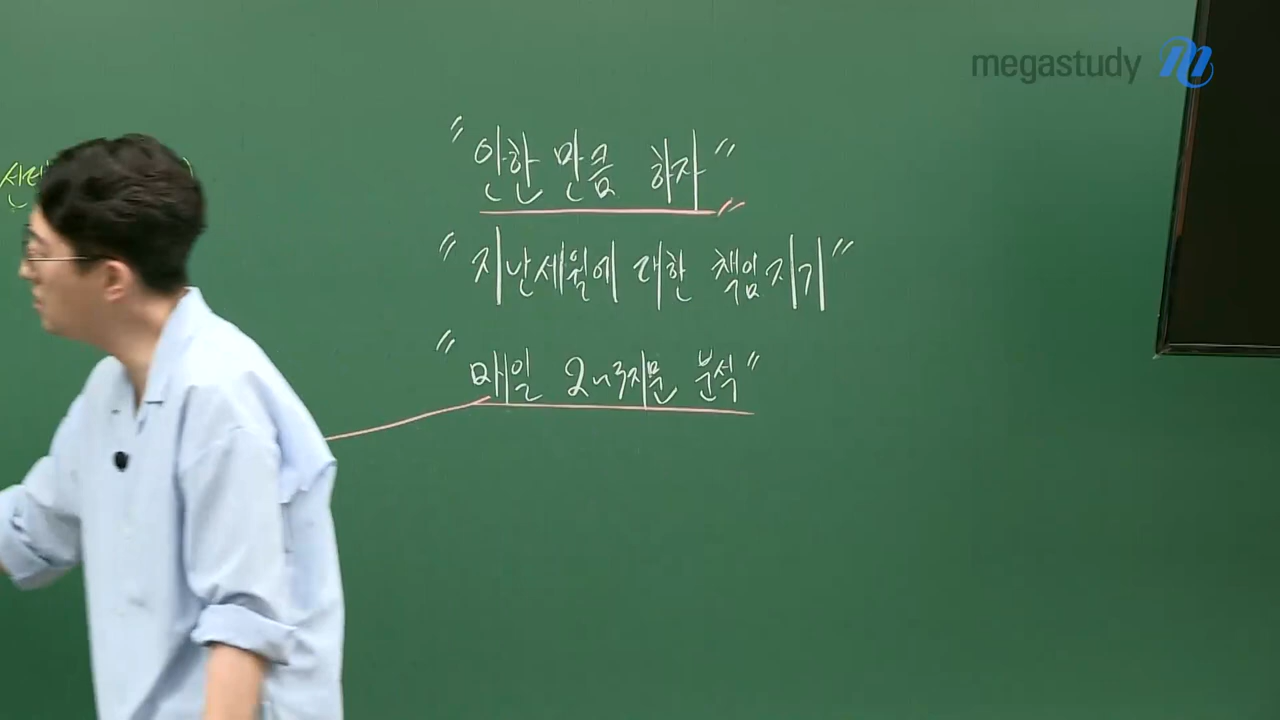 megastudy
"안한 만큼 하자"
"지난세월에 대한 책임지기"
"매일 2~3지문 분석"